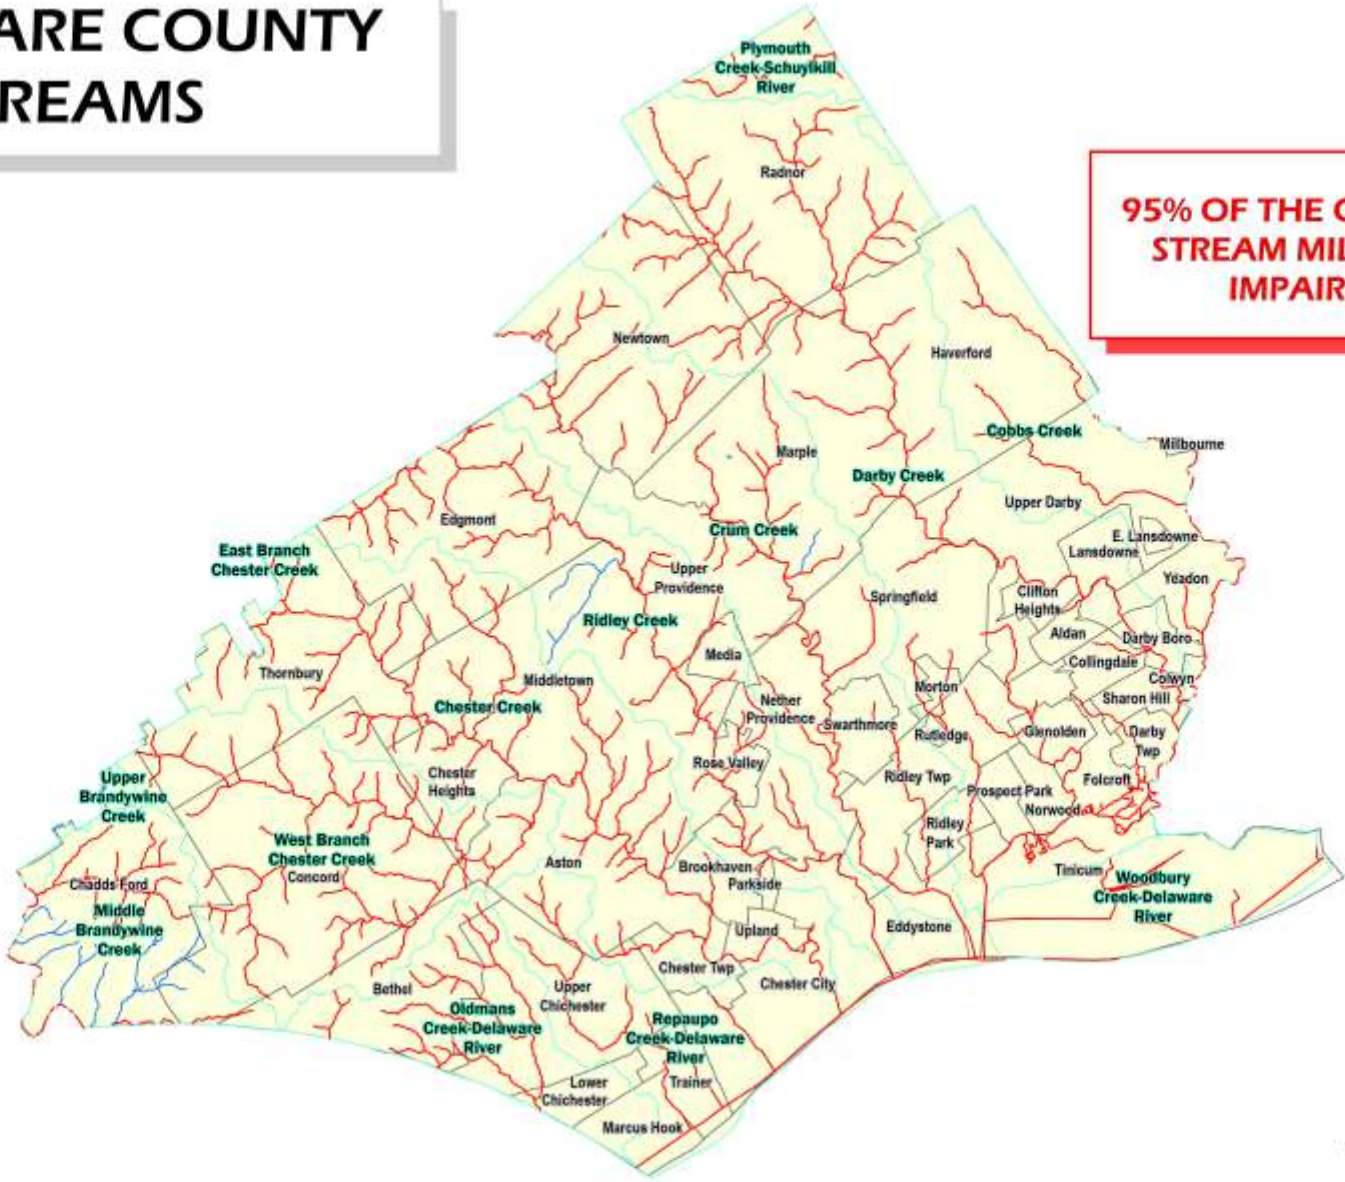 ARE COUNTY
REAMS
Plymouth
Creek-Schuylkill
River
Radnor
95% OF THE
STREAM
IMPAIR
Newtown
Haverford
Cobbs Creek
Milbourne
Marple
Darby Creek
Upper Darby
Edgmont
Crum Creek
E. Lansdowne
Lansdowne
East Branch
Chester Creek
Upper
Providence
Yeadon
Springfield
Clifton
Heights
Ridley Creek
Aldan
Darby Boro
Media
Collingdale
Thornbury
Middletown
Colwyn
Morton
Sharon Hill
Chester Creek
Nether
Providence
Swarthmore
Rutledge
Glenolden
Darby
Twp
Rose Valley
Chester
Heights
Ridley Twp
Folcroft
Upper
Brandywine
Creek
Prospect Park
Norwood
Ridley
Park
West Branch
Chester Creek
Concord
Aston
Brookhaven
Parkside
Tinicum
Woodbury
Creek-Delaware
River
Chadds Ford
Middle
Brandywine
Creek
Upland
Eddystone
Chester Twp
Chester City
Bethel
Upper
Chichester
Oldmans
Creek-Delaware
River
Repaupo
Creek-Delaware
River
Lower
Chichester
Trainer
Marcus Hook